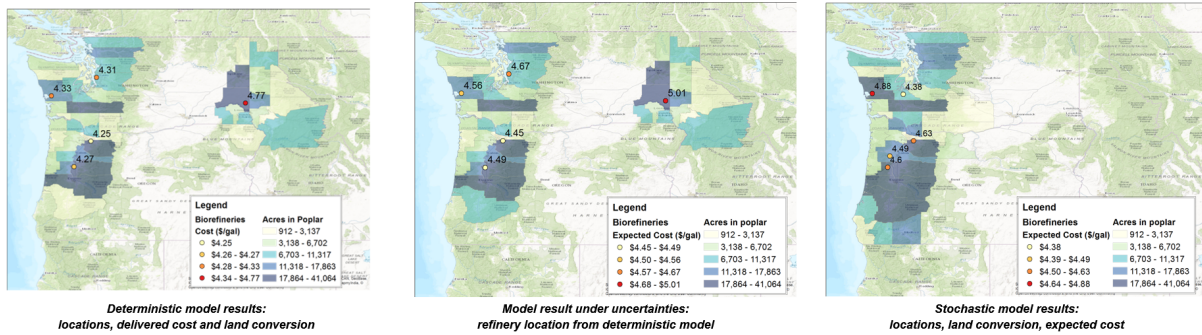 4.31
4.33
4.77
4.25
4.27
Legend
Biorefineries
Cost ($/gal)
$4.25
$4.26 - $4.27
$4.28 - $4.33
$4.34 - $4.77
Acres in Poplar
912 - 3,137
3,138 - 6,702
6,703 - 11,317
11,318 - 17,863
17,864 - 41,064
Deterministic model results:
locations, delivered cost and land conversion
4.67
4.56
5.01
4.45
4.49
Legend
Biorefineries
Expected Cost ($/gal)
$4.45 - $4.49
$4.50 - $4.56
$4.57 - $4.67
$4.68 - $5.01
Acres in poplar
912 - 3,137
3,138 - 6,702
6,703 - 11,317
11,318 - 17,863
17,864 - 41,064
Model result under uncertainties:
refinery location from deterministic model
4.88
4.38
4.63
4.49
4.6
Legend
Biorefineries
Expected Cost ($/gal)
$4.38
$4.39 - $4.49
$4.50 - $4.63
$4.64 - $4.88
Acres in poplar
912 - 3,137
3,138 - 6,702
6,703 - 11,317
11,318 - 17,863
17,864 - 41,064
Stochastic model results:
locations, land conversion, expected cost